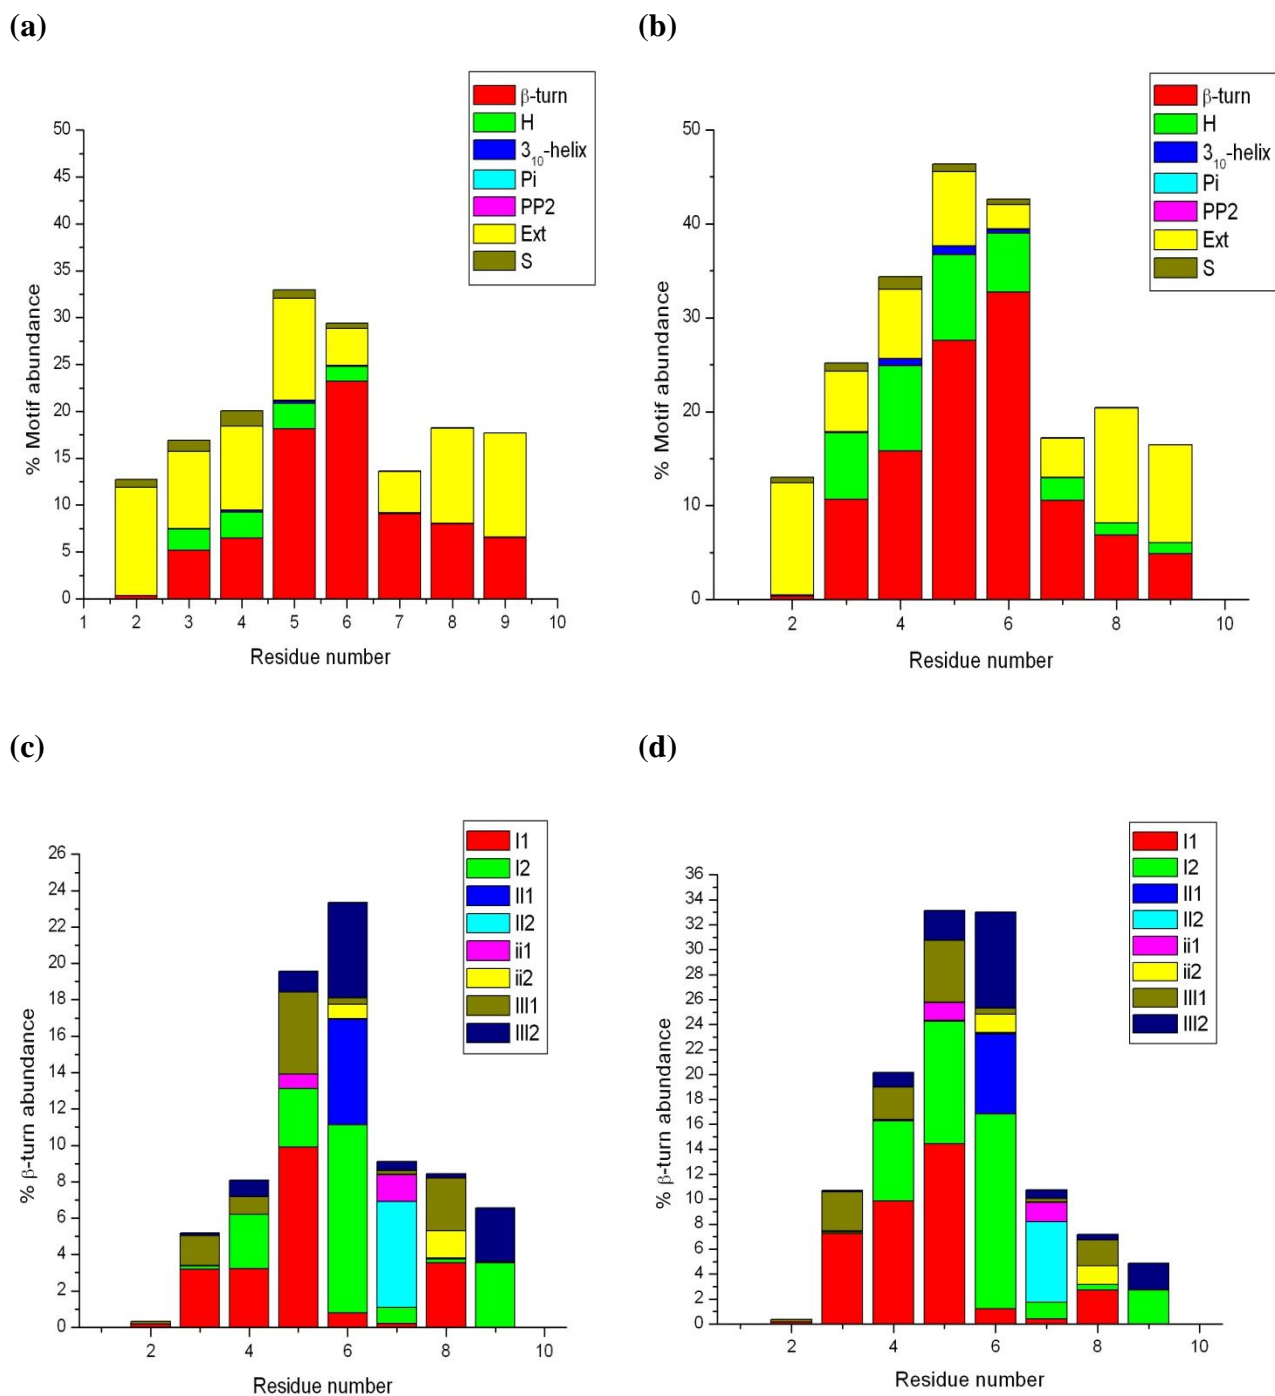 (a)
β-turn
H
3₁₀-helix
Pi
PP2
Ext
S
% Motif abundance
50
45
40
35
30
25
20
15
10
5
0
1 2 3 4 5 6 7 8 9 10
Residue number
(b)
β-turn
H
3₁₀-helix
Pi
PP2
Ext
S
% Motif abundance
50
40
30
20
10
0
2 4 6 8 10
Residue number
(c)
I1
I2
II1
II2
ii1
ii2
III1
III2
% β-turn abundance
26
24
22
20
18
16
14
12
10
8
6
4
2
0
2 4 6 8 10
Residue number
(d)
I1
I2
II1
II2
ii1
ii2
III1
III2
% β-turn abundance
36
34
32
30
28
26
24
22
20
18
16
14
12
10
8
6
4
2
0
2 4 6 8 10
Residue number